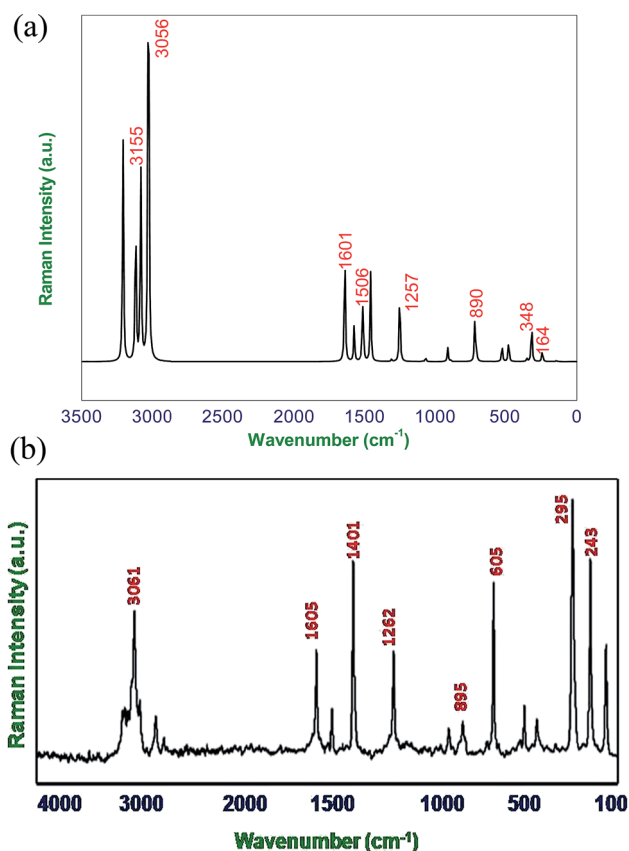 (a)
3056
3155
1601
1506
1257
890
348
164
Raman Intensity (a.u.)
3500 3000 2000 1500 1000 500 0
Wavenumber (cm-1)
(b)
3061
1605
1401
1262
895
605
295
243
Raman Intensity (a.u.)
4000 3000 2000 1500 1000 500 100
Wavenumber (cm-1)